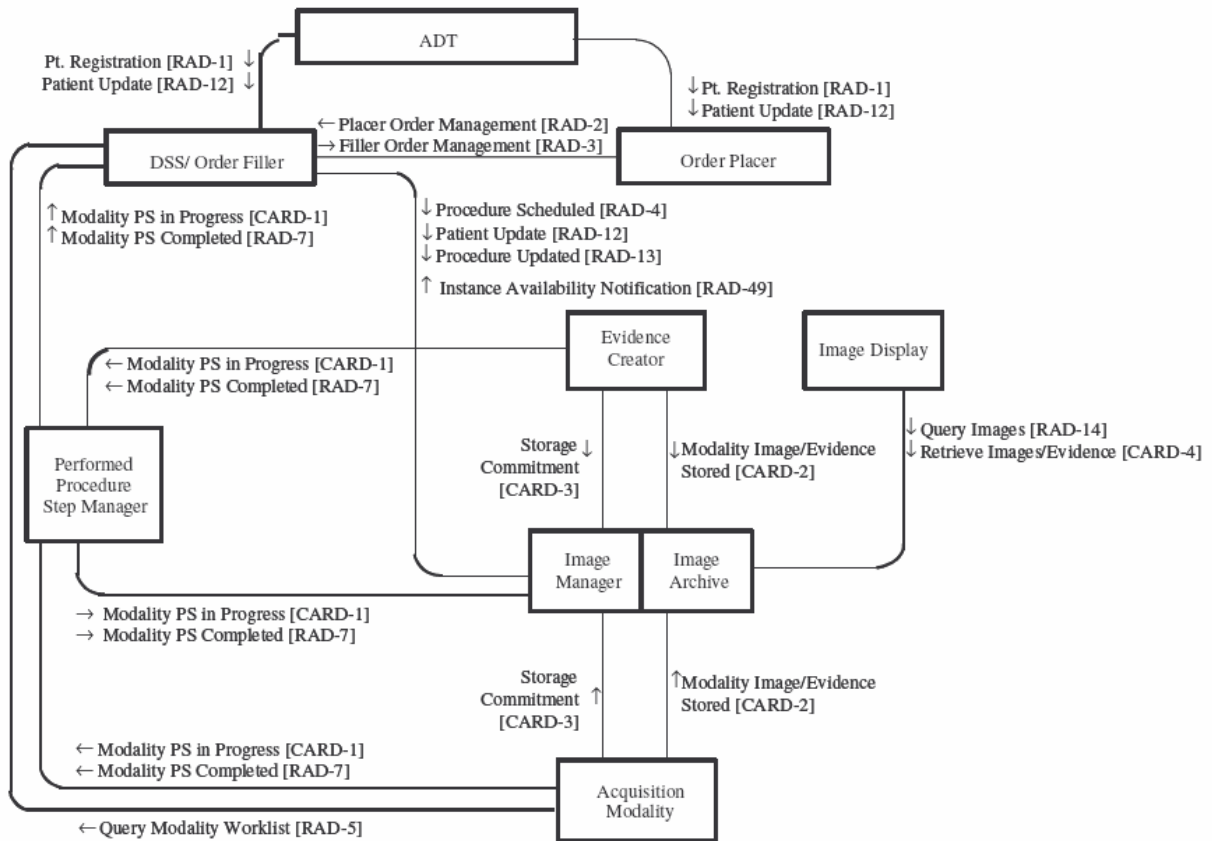 ADT
Pt. Registration [RAD-1] ↓
Patient Update [RAD-12] ↓
↓Pt. Registration [RAD-1]
↓Patient Update [RAD-12]
← Placer Order Management [RAD-2]
→ Filler Order Management [RAD-3]
DSS/ Order Filler
Order Placer
↑ Modality PS in Progress [CARD-1]
↑ Modality PS Completed [RAD-7]
↓ Procedure Scheduled [RAD-4]
↓ Patient Update [RAD-12]
↓ Procedure Updated [RAD-13]
↑ Instance Availability Notification [RAD-49]
Evidence
Creator
Image Display
← Modality PS in Progress [CARD-1]
← Modality PS Completed [RAD-7]
↓ Query Images [RAD-14]
↓ Retrieve Images/Evidence [CARD-4]
Storage
Commitment ↓
[CARD-3]
↓Modality Image/Evidence
Stored [CARD-2]
Performed
Procedure
Step Manager
Image
Manager
Image
Archive
→ Modality PS in Progress [CARD-1]
→ Modality PS Completed [RAD-7]
Storage
Commitment ↑
[CARD-3]
↑Modality Image/Evidence
Stored [CARD-2]
← Modality PS in Progress [CARD-1]
← Modality PS Completed [RAD-7]
Acquisition
Modality
← Query Modality Worklist [RAD-5]